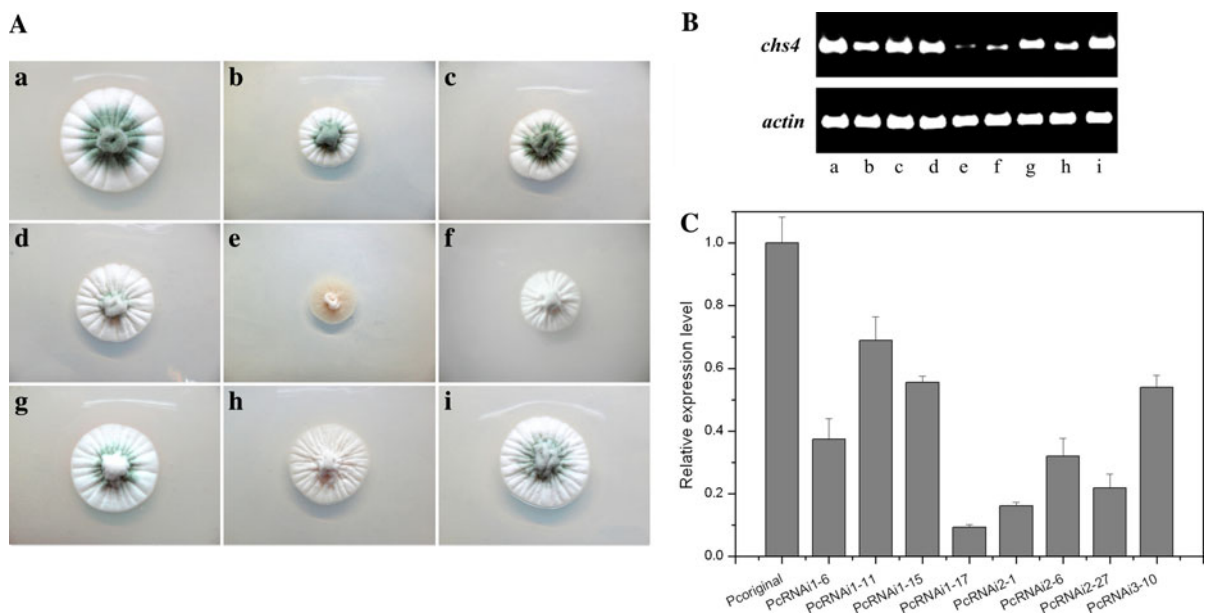 A
a
b
c
d
e
f
g
h
i
B
chs4
actin
a b c d e f g h i
C
Relative expression level
1.0
0.8
0.6
0.4
0.2
0.0
Pcoriginal
PcRNAi1-6
PcRNAi1-11
PcRNAi1-15
PcRNAi1-17
PcRNAi2-1
PcRNAi2-6
PcRNAi2-27
PcRNAi3-10